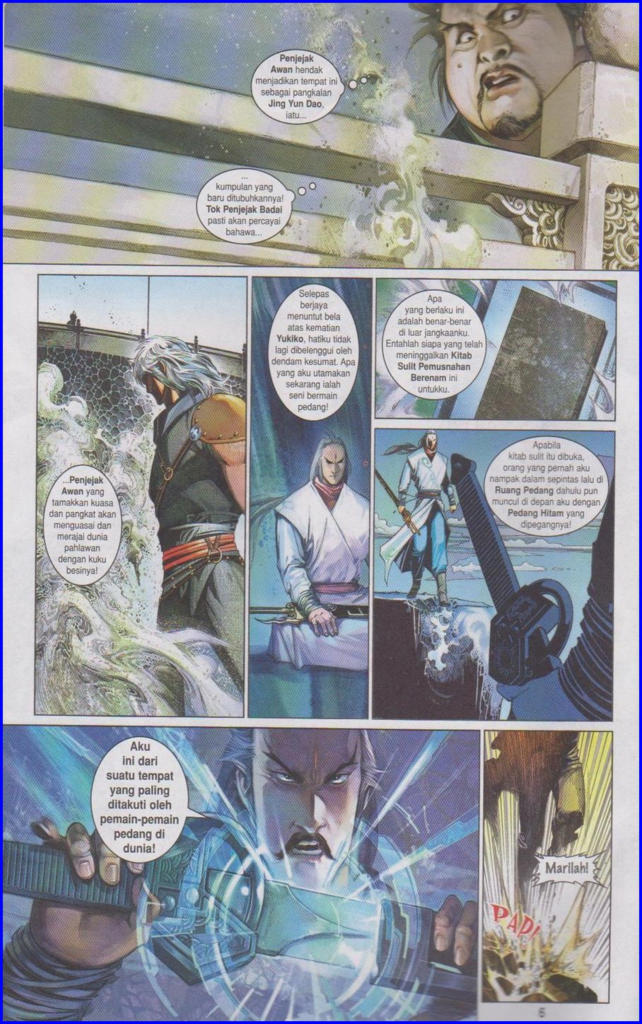 Penjejak
Awan hendak
menjadikan tempat ini
sebagai pangkalan
Jing Yun Dao,
iatu...
...
kumpulan yang
baru ditubuhkannya!
Tok Penjejak Badai
pasti akan percayai
bahawa...
...Penjejak
Awan yang
tamakkan kuasa
dan pangkat akan
menguasai dan
merajai dunia
pahlawan
dengan kuku
besinya!
Selepas
berjaya
menuntut bela
atas kematian
Yukiko, hatiku tidak
lagi dibelenggui oleh
dendam kesumat. Apa
yang aku utamakan
sekarang ialah
seni bermain
pedang!
Apa
yang berlaku ini
adalah benar-benar
di luar jangkaanku.
Entahlah siapa yang telah
meninggalkan Kitab
Sulit Pemusnahan
Berenam ini
untukku.
Apabila
kitab sulit itu dibuka,
orang yang pernah aku
nampak dalam sepintas lalu di
Ruang Pedang dahulu pun
muncul di depan aku dengan
Pedang Hitam yang
dipegangnya!
Aku
ini dari
suatu tempat
yang paling
ditakuti oleh
pemain-pemain
pedang di
dunia!
Marilah!
PAD!
6